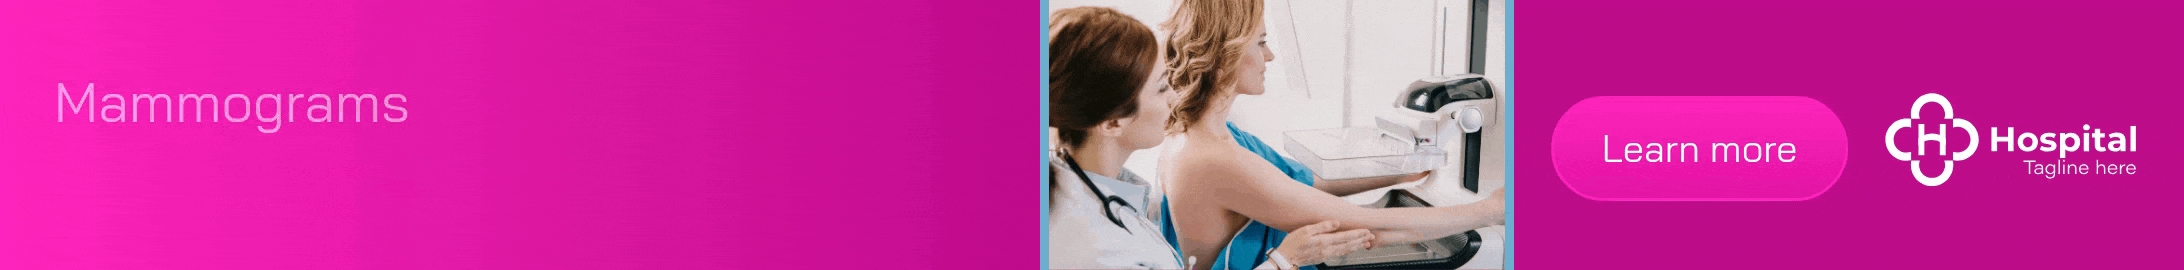 Mammograms
Learn more
H
Hospital
Tagline here